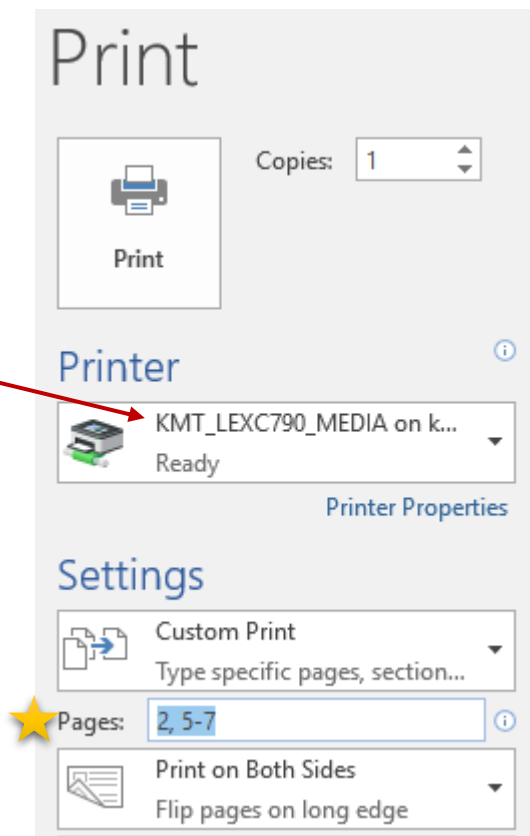 Print
Copies: 1
Print
Printer
KMT_LEXC790_MEDIA on k...
Ready
Printer Properties
Settings
Custom Print
Type specific pages, section...
Pages: 2, 5-7
Print on Both Sides
Flip pages on long edge